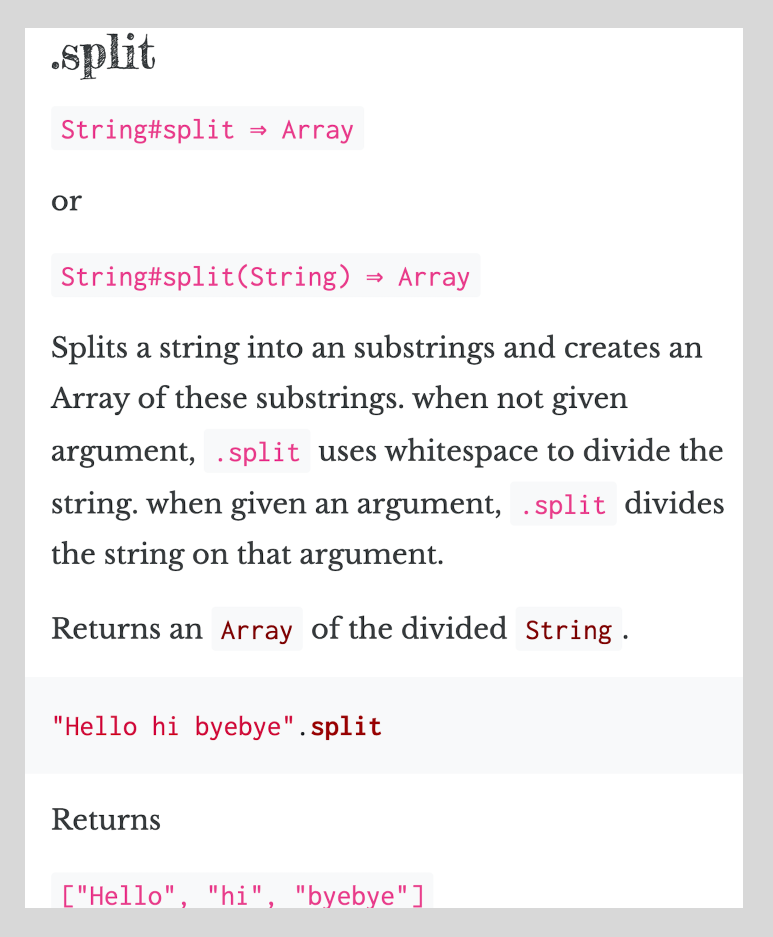 .split
String#split ⇒ Array
or
String#split(String) ⇒ Array
Splits a string into an substrings and creates an
Array of these substrings. when not given
argument, .split uses whitespace to divide the
string. when given an argument, .split divides
the string on that argument.
Returns an Array of the divided String.
"Hello hi byebye".split
Returns
["Hello", "hi", "byebye"]